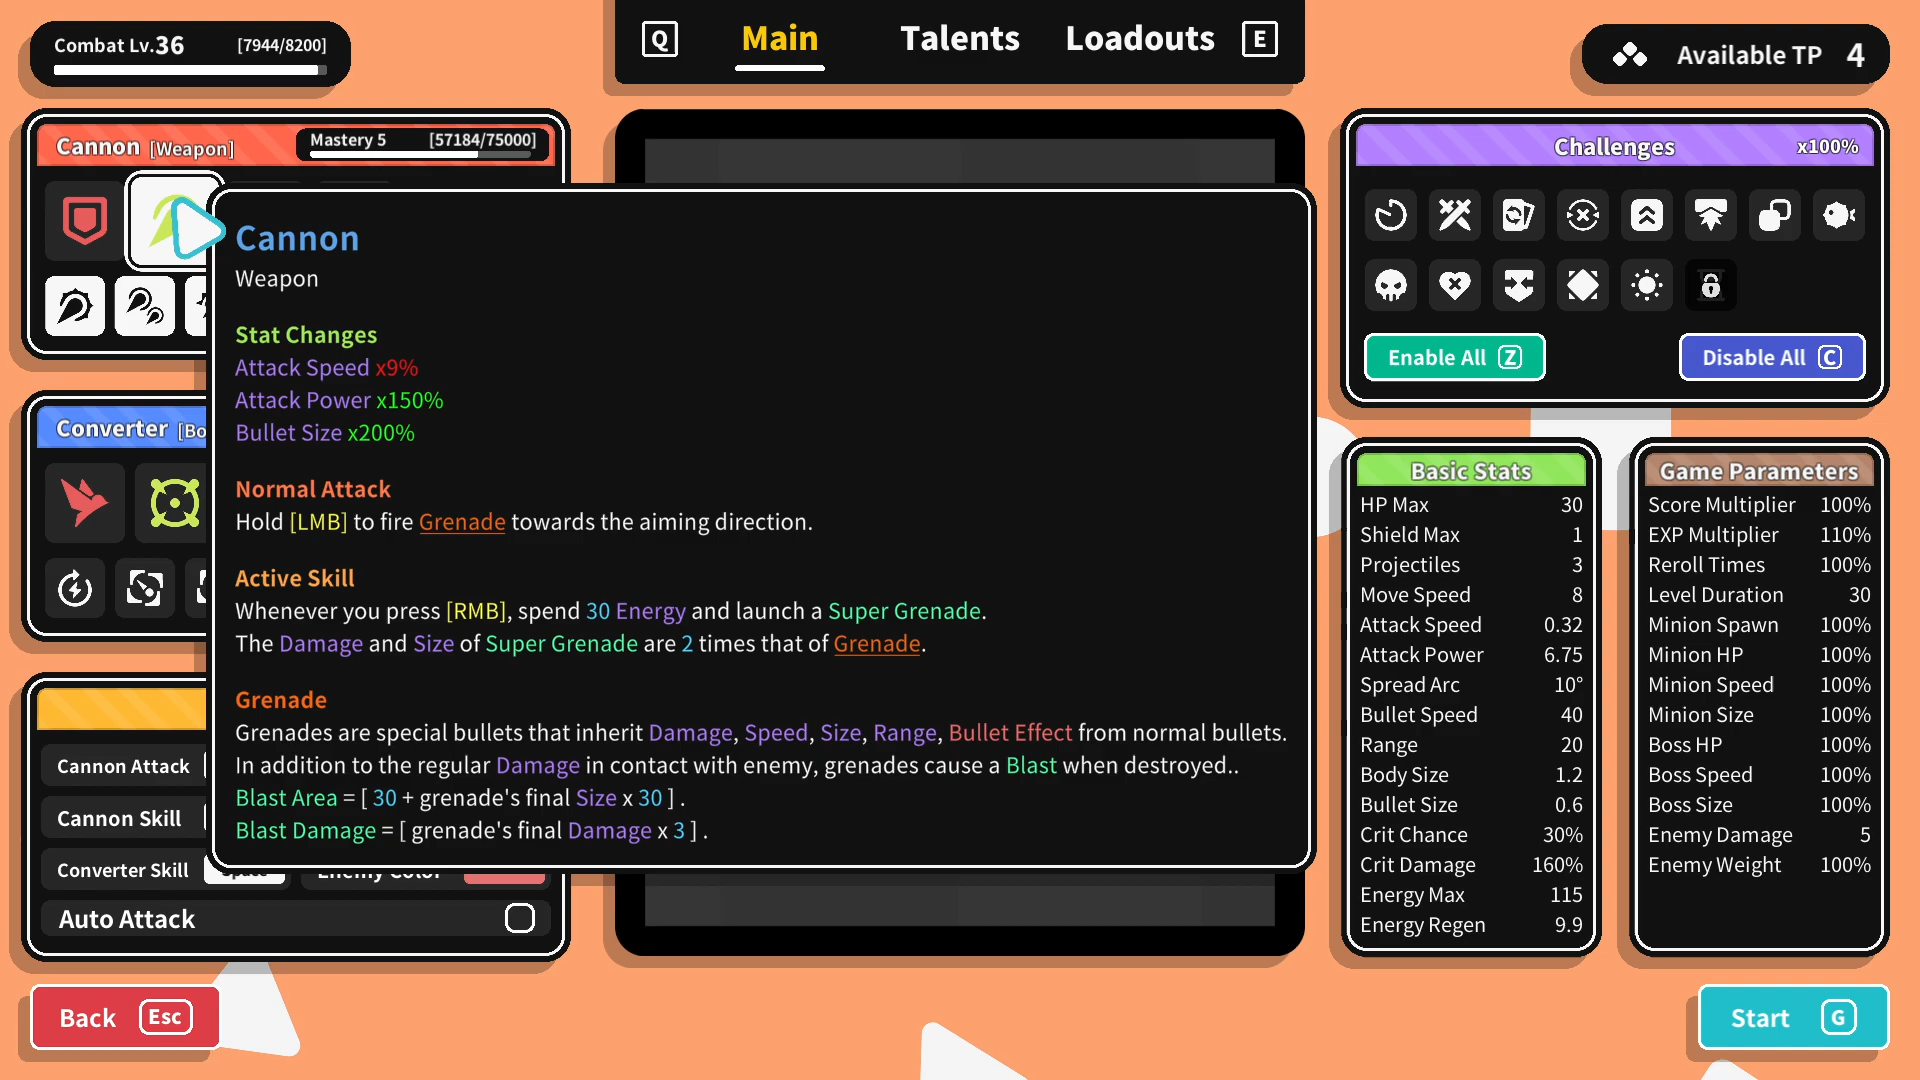 Combat Lv.36 [7944/8200]
Q Main Talents Loadouts E
Available TP 4
Cannon [Weapon] Mastery 5 [57184/75000]
Cannon
Weapon
Stat Changes
Attack Speed x9%
Attack Power x150%
Bullet Size x200%
Normal Attack
Hold [LMB] to fire Grenade towards the aiming direction.
Active Skill
Whenever you press [RMB], spend 30 Energy and launch a Super Grenade.
The Damage and Size of Super Grenade are 2 times that of Grenade.
Grenade
Grenades are special bullets that inherit Damage, Speed, Size, Range, Bullet Effect from normal bullets.
In addition to the regular Damage in contact with enemy, grenades cause a Blast when destroyed..
Blast Area = [ 30 + grenade's final Size x 30 ] .
Blast Damage = [ grenade's final Damage x 3 ] .
Converter [Bo
Cannon Attack
Cannon Skill
Converter Skill Space Enemy Color
Auto Attack
Challenges x100%
Enable All Z
Disable All C
Basic Stats
HP Max 30
Shield Max 1
Projectiles 3
Move Speed 8
Attack Speed 0.32
Attack Power 6.75
Spread Arc 10°
Bullet Speed 40
Range 20
Body Size 1.2
Bullet Size 0.6
Crit Chance 30%
Crit Damage 160%
Energy Max 115
Energy Regen 9.9
Game Parameters
Score Multiplier 100%
EXP Multiplier 110%
Reroll Times 100%
Level Duration 30
Minion Spawn 100%
Minion HP 100%
Minion Speed 100%
Minion Size 100%
Boss HP 100%
Boss Speed 100%
Boss Size 100%
Enemy Damage 5
Enemy Weight 100%
Back Esc
Start G